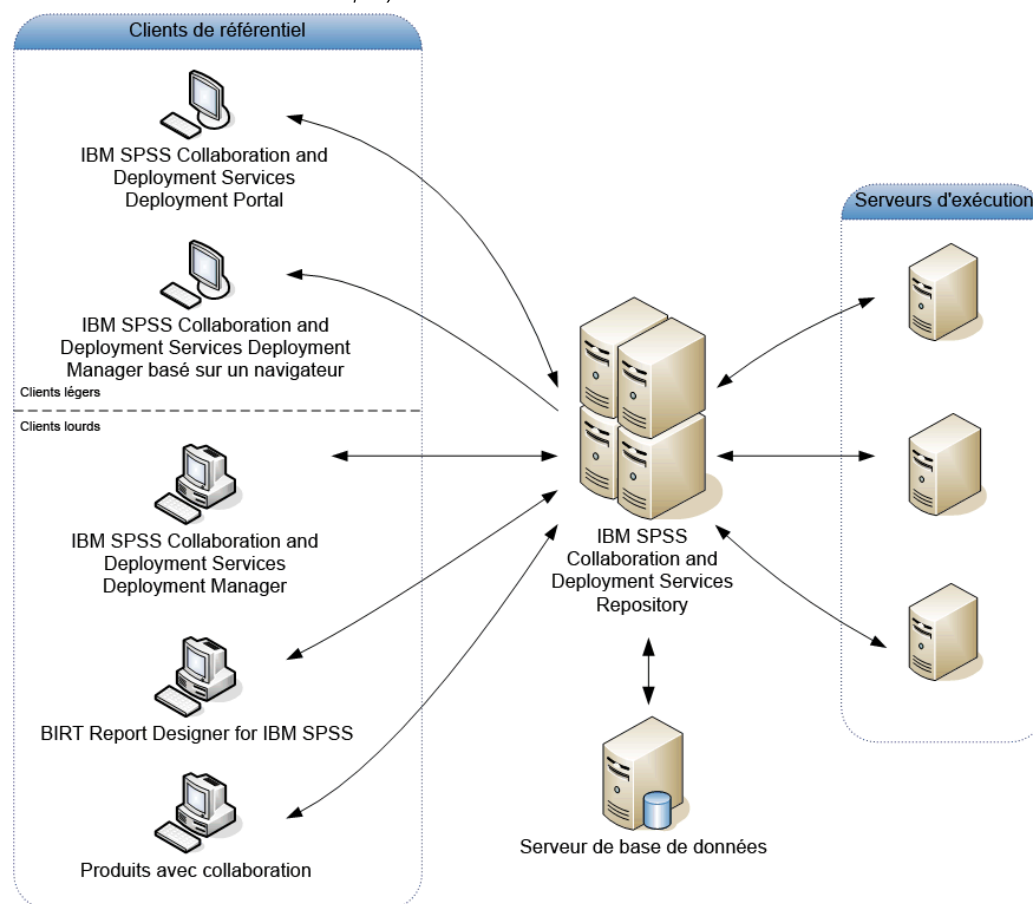 Clients de référentiel
IBM SPSS Collaboration and
Deployment Services
Deployment Portal
IBM SPSS Collaboration and
Deployment Services Deployment
Manager basé sur un navigateur
Clients légers
Clients lourds
IBM SPSS Collaboration and
Deployment Services
Deployment Manager
BIRT Report Designer for IBM SPSS
Produits avec collaboration
IBM SPSS
Collaboration and
Deployment Services
Repository
Serveur de base de données
Serveurs d'exécution